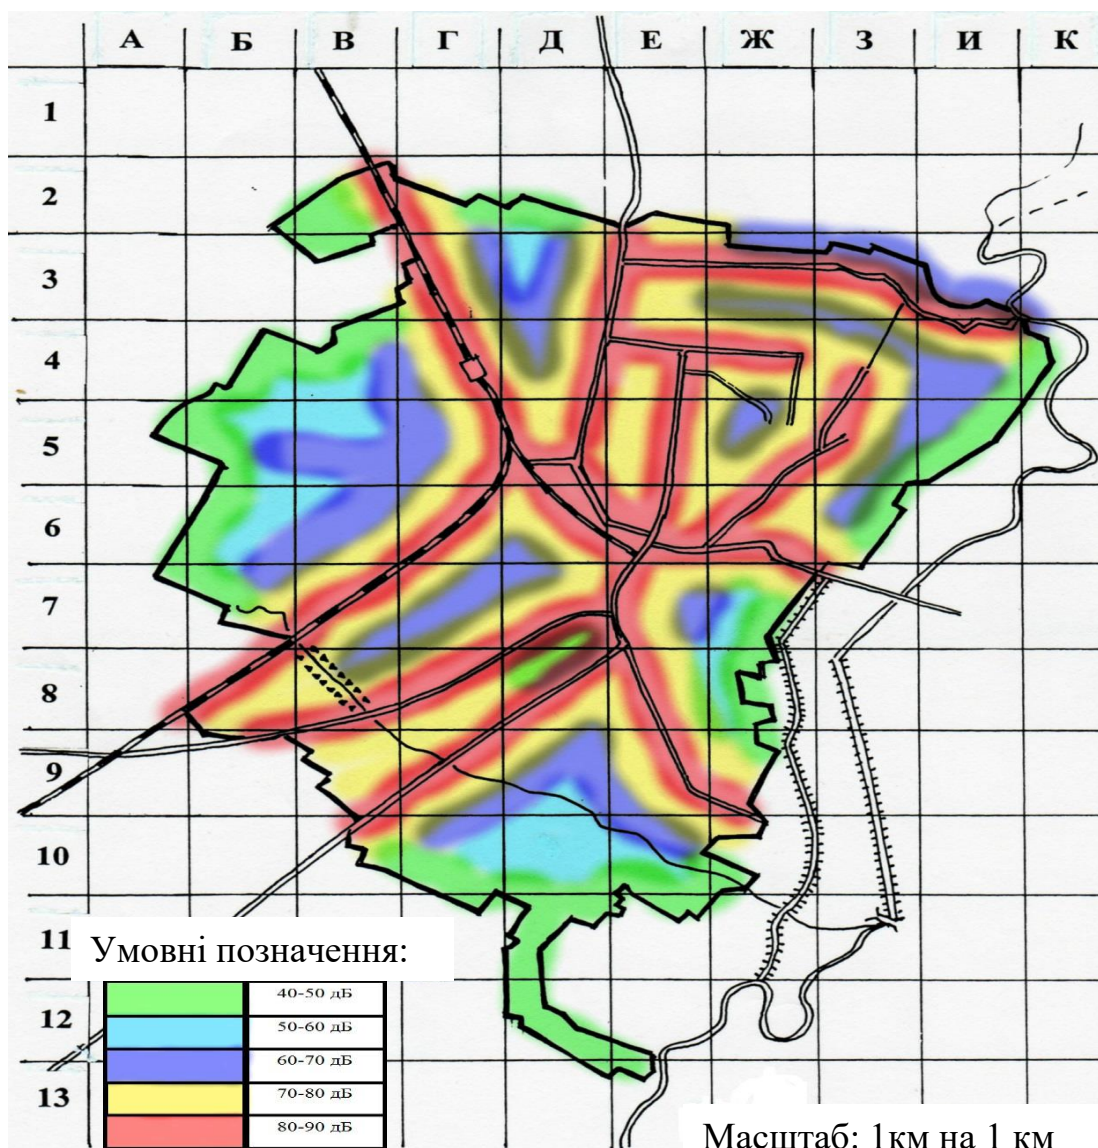 А Б В Г Д Е Ж З И К
1
2
3
4
5
6
7
8
9
10
11
12
13
Умовні позначення:
40-50 дБ
50-60 дБ
60-70 дБ
70-80 дБ
80-90 дБ
Масштаб: 1км на 1 км